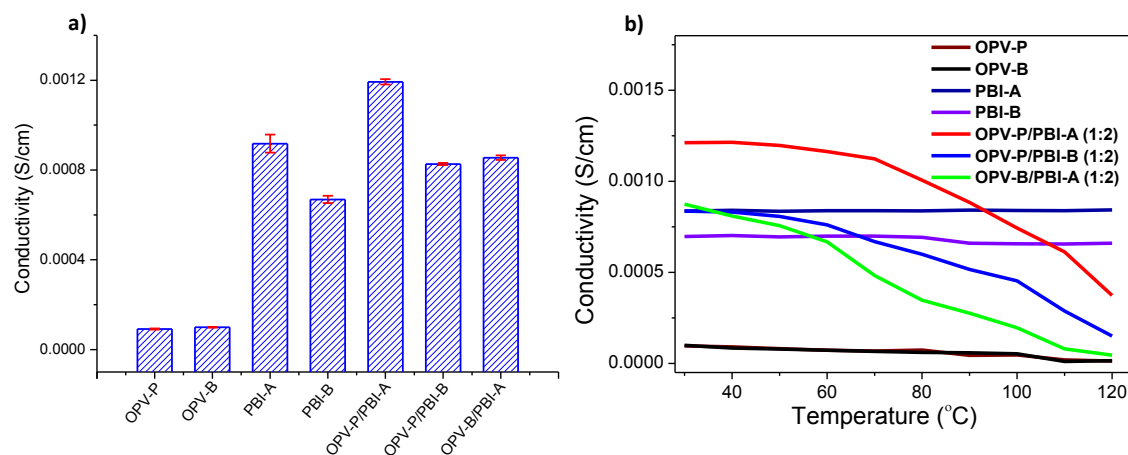 a)
Conductivity (S/cm)
0.0012
0.0008
0.0004
0.0000
OPV-P
OPV-B
PBI-A
PBI-B
OPV-P/PBI-A
OPV-P/PBI-B
OPV-B/PBI-A
b)
Conductivity (S/cm)
0.0015
0.0010
0.0005
0.0000
40
60
80
100
120
Temperature (°C)
OPV-P
OPV-B
PBI-A
PBI-B
OPV-P/PBI-A (1:2)
OPV-P/PBI-B (1:2)
OPV-B/PBI-A (1:2)